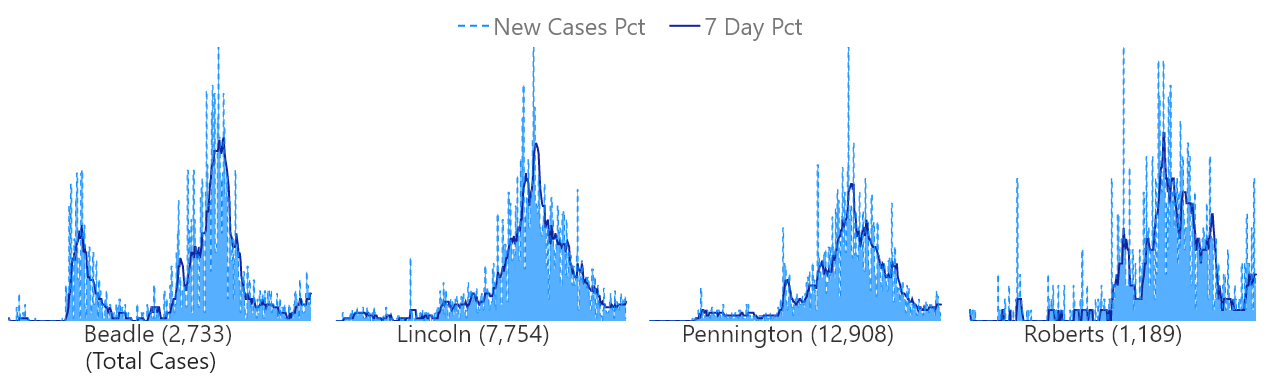 New Cases Pct 7 Day Pct
Beadle (2,733) Lincoln (7,754) Pennington (12,908) Roberts (1,189)
(Total Cases)